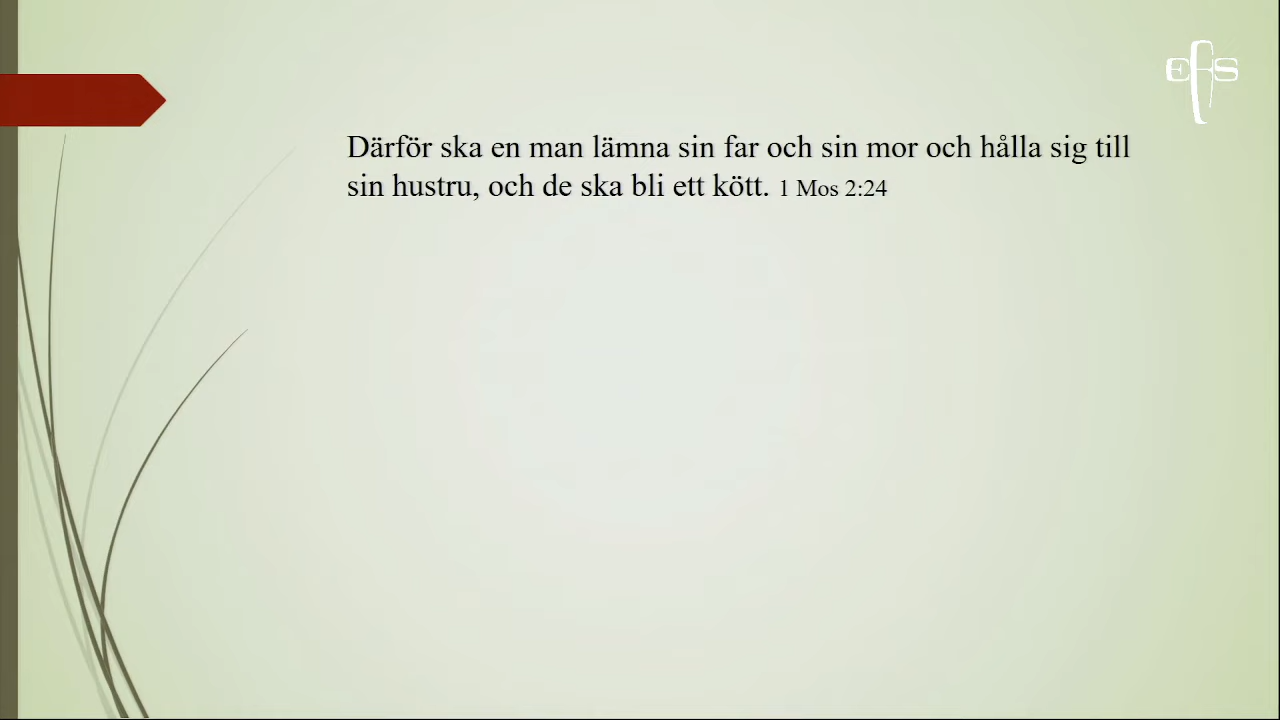 EFS
Därför ska en man lämna sin far och sin mor och hålla sig till
sin hustru, och de ska bli ett kött. 1 Mos 2:24